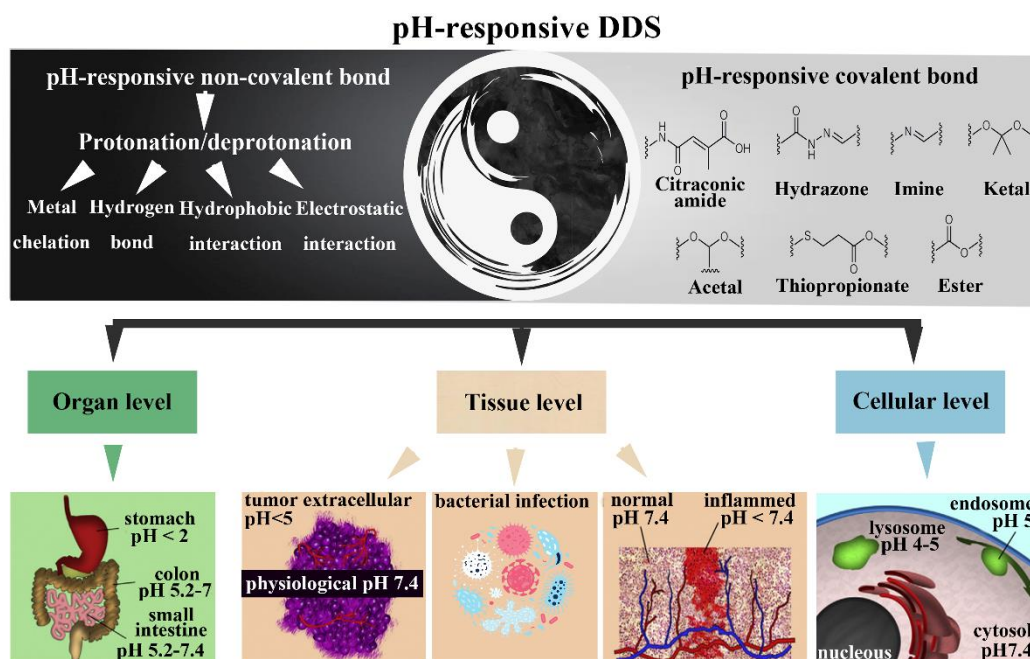 pH-responsive DDS
pH-responsive non-covalent bond
Protonation/deprotonation
Metal
chelation
Hydrogen
bond
Hydrophobic
interaction
Electrostatic
interaction
pH-responsive covalent bond
NH
O
O
OH
Citraconic
amide
O
N
H
N
Hydrazone
N
Imine
O
O
Ketal
O
O
Acetal
S
O
O
Thiopropionate
O
O
Ester
Organ level
Tissue level
Cellular level
stomach
pH < 2
colon
pH 5.2-7
small
intestine
pH 5.2-7.4
tumor extracellular
pH<5
physiological pH 7.4
bacterial infection
normal
pH 7.4
inflammed
pH < 7.4
endosome
pH 5
lysosome
pH 4-5
cytosol
pH7.4
nucleous